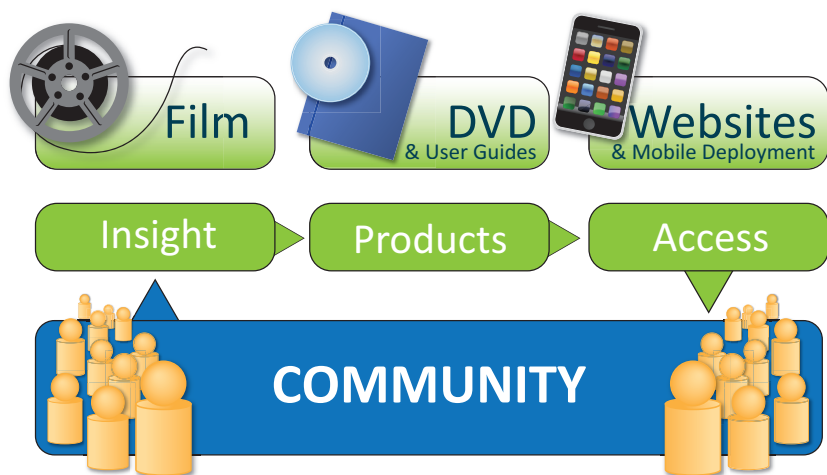 Film
DVD
& User Guides
Websites
& Mobile Deployment
Insight
Products
Access
COMMUNITY